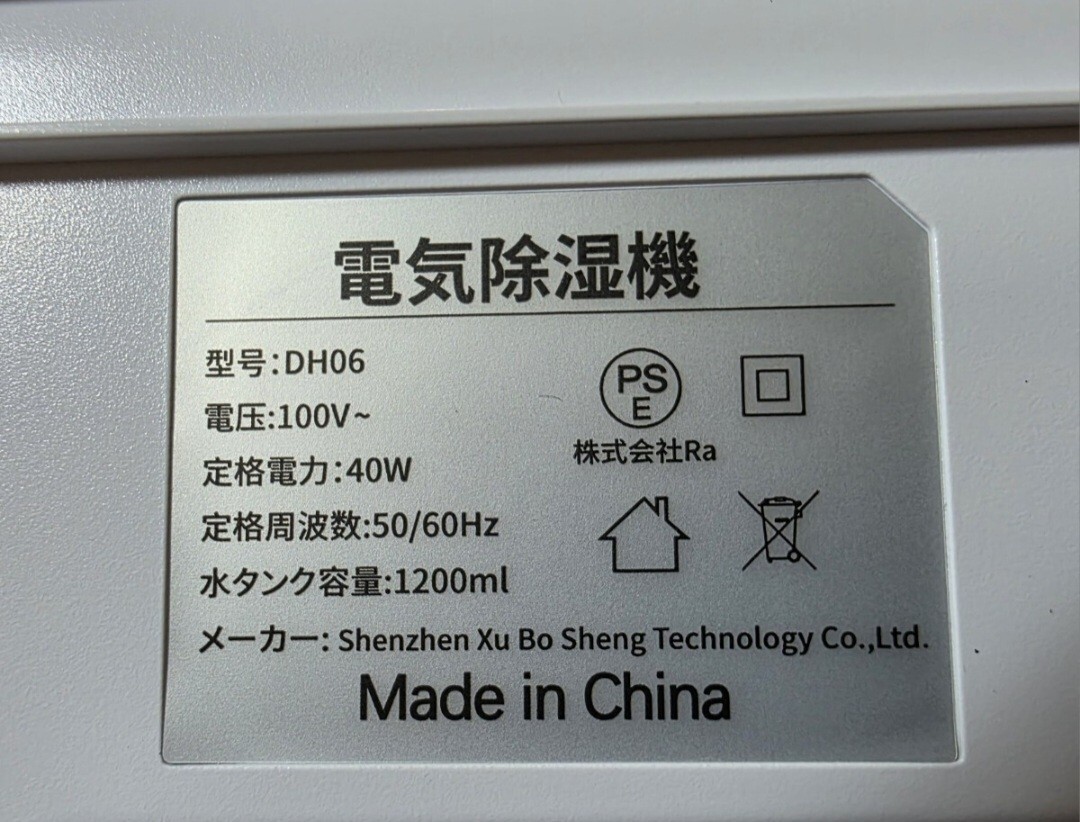 電気除湿機
型号:DH06
電圧:100V~
定格電力:40W
定格周波数:50/60Hz
水タンク容量:1200ml
PS
E
株式会社Ra
メーカー: Shenzhen Xu Bo Sheng Technology Co.,Ltd.
Made in China